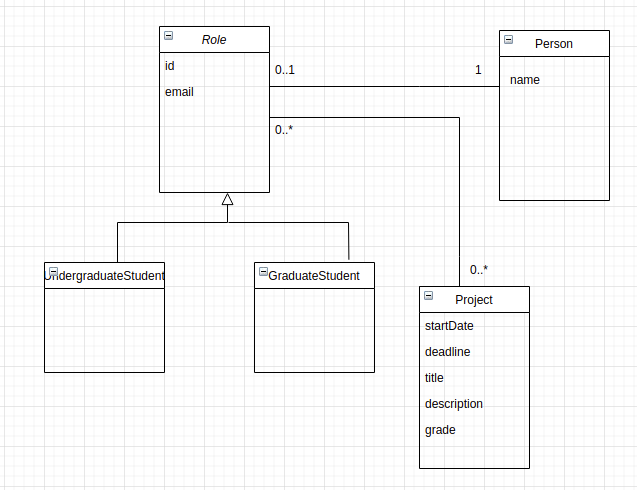 Role
id
email
0..1
1
Person
name
0..*
UndergraduateStudent
GraduateStudent
0..*
Project
startDate
deadline
title
description
grade